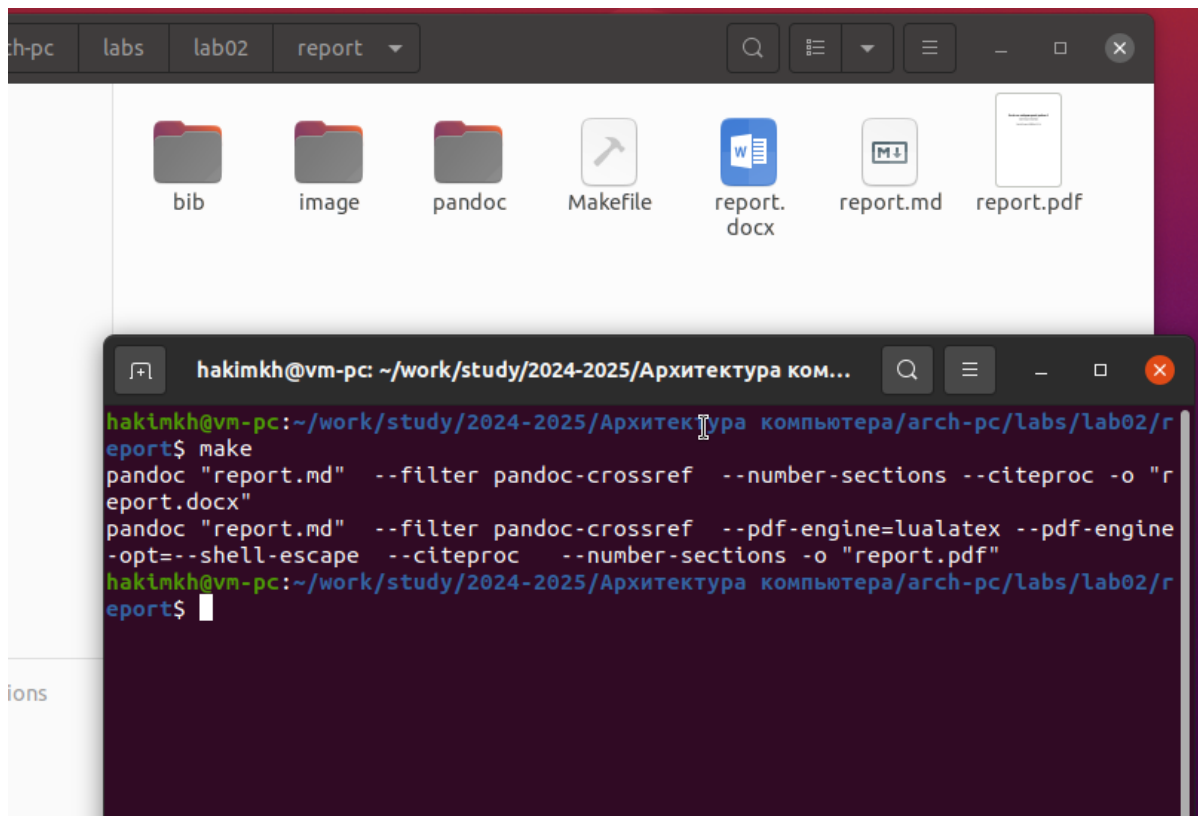 ch-pc labs lab02 report
bib image pandoc Makefile report. report.md report.pdf
docx
hakimkh@vm-pc: ~/work/study/2024-2025/Архитектура ком...
hakimkh@vm-pc:~/work/study/2024-2025/Архитектура компьютера/arch-pc/labs/lab02/r
eport$ make
pandoc "report.md"  --filter pandoc-crossref  --number-sections --citeproc -o "r
eport.docx"
pandoc "report.md"  --filter pandoc-crossref  --pdf-engine=lualatex --pdf-engine
-opt=--shell-escape  --citeproc   --number-sections -o "report.pdf"
hakimkh@vm-pc:~/work/study/2024-2025/Архитектура компьютера/arch-pc/labs/lab02/r
eport$
ions